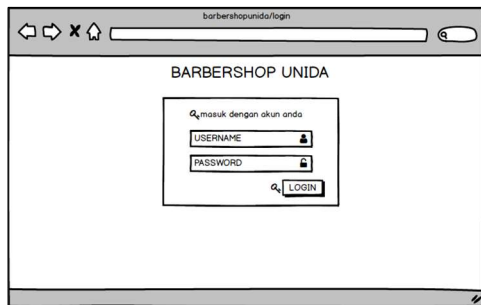 barbershopunida/login
BARBERSHOP UNIDA
masuk dengan akun anda
USERNAME
PASSWORD
LOGIN